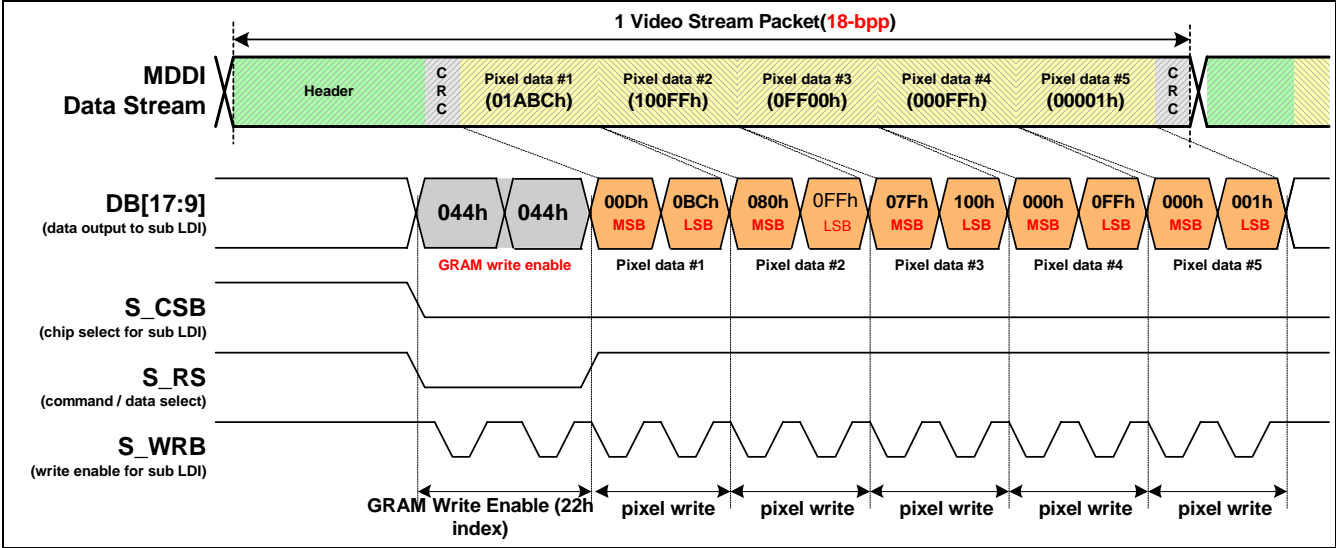 1 Video Stream Packet(18-bpp)
MDDI
Data Stream
Header
C
R
C
Pixel data #1
(01ABCh)
Pixel data #2
(100FFh)
Pixel data #3
(0FF00h)
Pixel data #4
(000FFh)
Pixel data #5
(00001h)
C
R
C
DB[17:9]
(data output to sub LDI)
044h
044h
00Dh
MSB
0BCh
LSB
080h
MSB
0FFh
LSB
07Fh
MSB
100h
LSB
000h
MSB
0FFh
LSB
000h
MSB
001h
LSB
GRAM write enable
Pixel data #1
Pixel data #2
Pixel data #3
Pixel data #4
Pixel data #5
S_CSB
(chip select for sub LDI)
S_RS
(command / data select)
S_WRB
(write enable for sub LDI)
GRAM Write Enable (22h
index)
pixel write
pixel write
pixel write
pixel write
pixel write